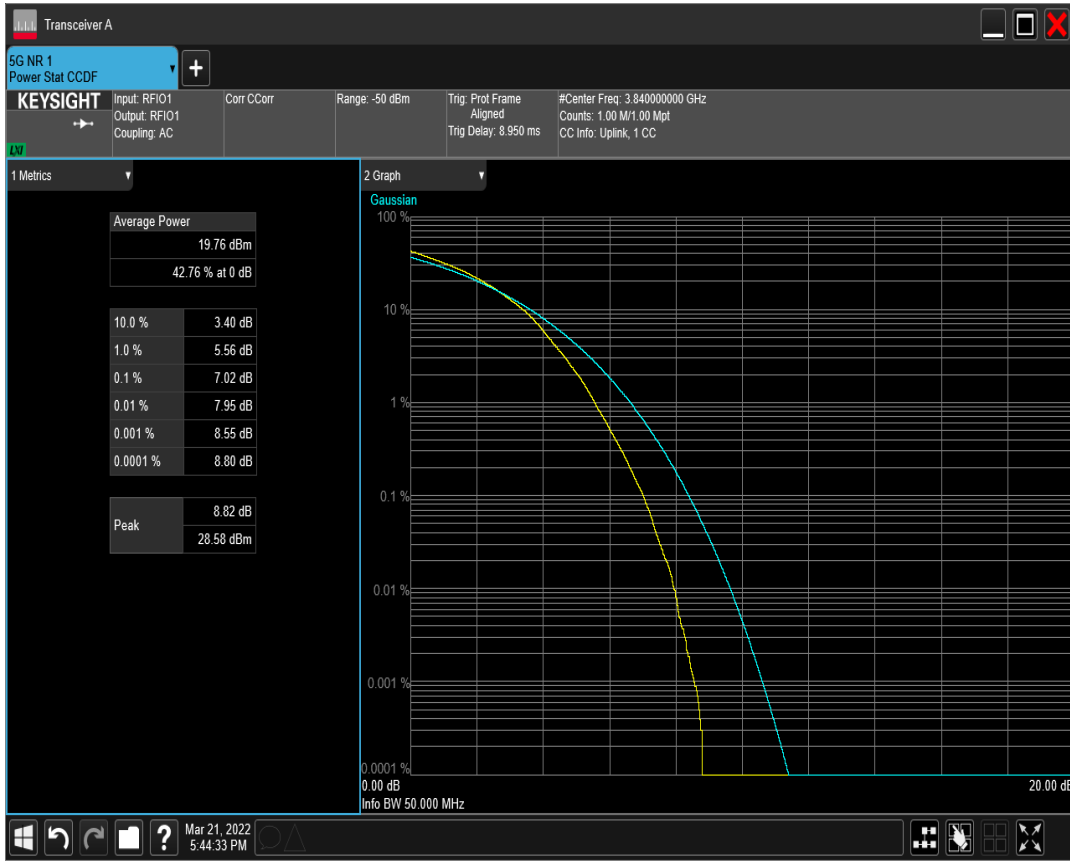 Transceiver A
5G NR 1
Power Stat CCDF
+
KEYSIGHT
LXI
Input: RFIO1
Output: RFIO1
Coupling: AC
Corr CCorr
Range: -50 dBm
Trig: Prot Frame
Aligned
Trig Delay: 8.950 ms
#Center Freq: 3.840000000 GHz
Counts: 1.00 M/1.00 Mpt
CC Info: Uplink, 1 CC
1 Metrics
Average Power
19.76 dBm
42.76 % at 0 dB
10.0 % 3.40 dB
1.0 % 5.56 dB
0.1 % 7.02 dB
0.01 % 7.95 dB
0.001 % 8.55 dB
0.0001 % 8.80 dB
Peak
8.82 dB
28.58 dBm
2 Graph
Gaussian
100 %
10 %
1 %
0.1 %
0.01 %
0.001 %
0.0001 %
0.00 dB
20.00 dB
Info BW 50.000 MHz
?
Mar 21, 2022
5:44:33 PM